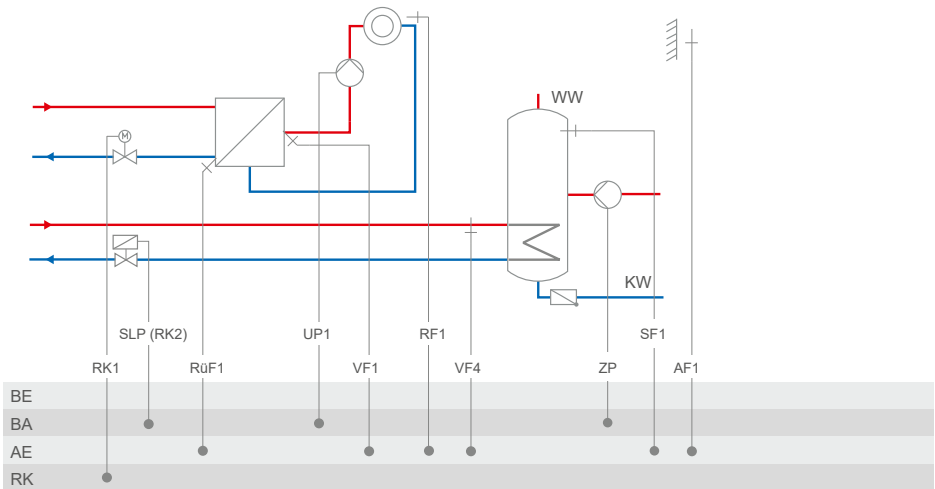 WW
M
KW
SLP (RK2) UP1 RF1 SF1
RK1 RüF1 VF1 VF4 ZP AF1
BE
BA
AE
RK